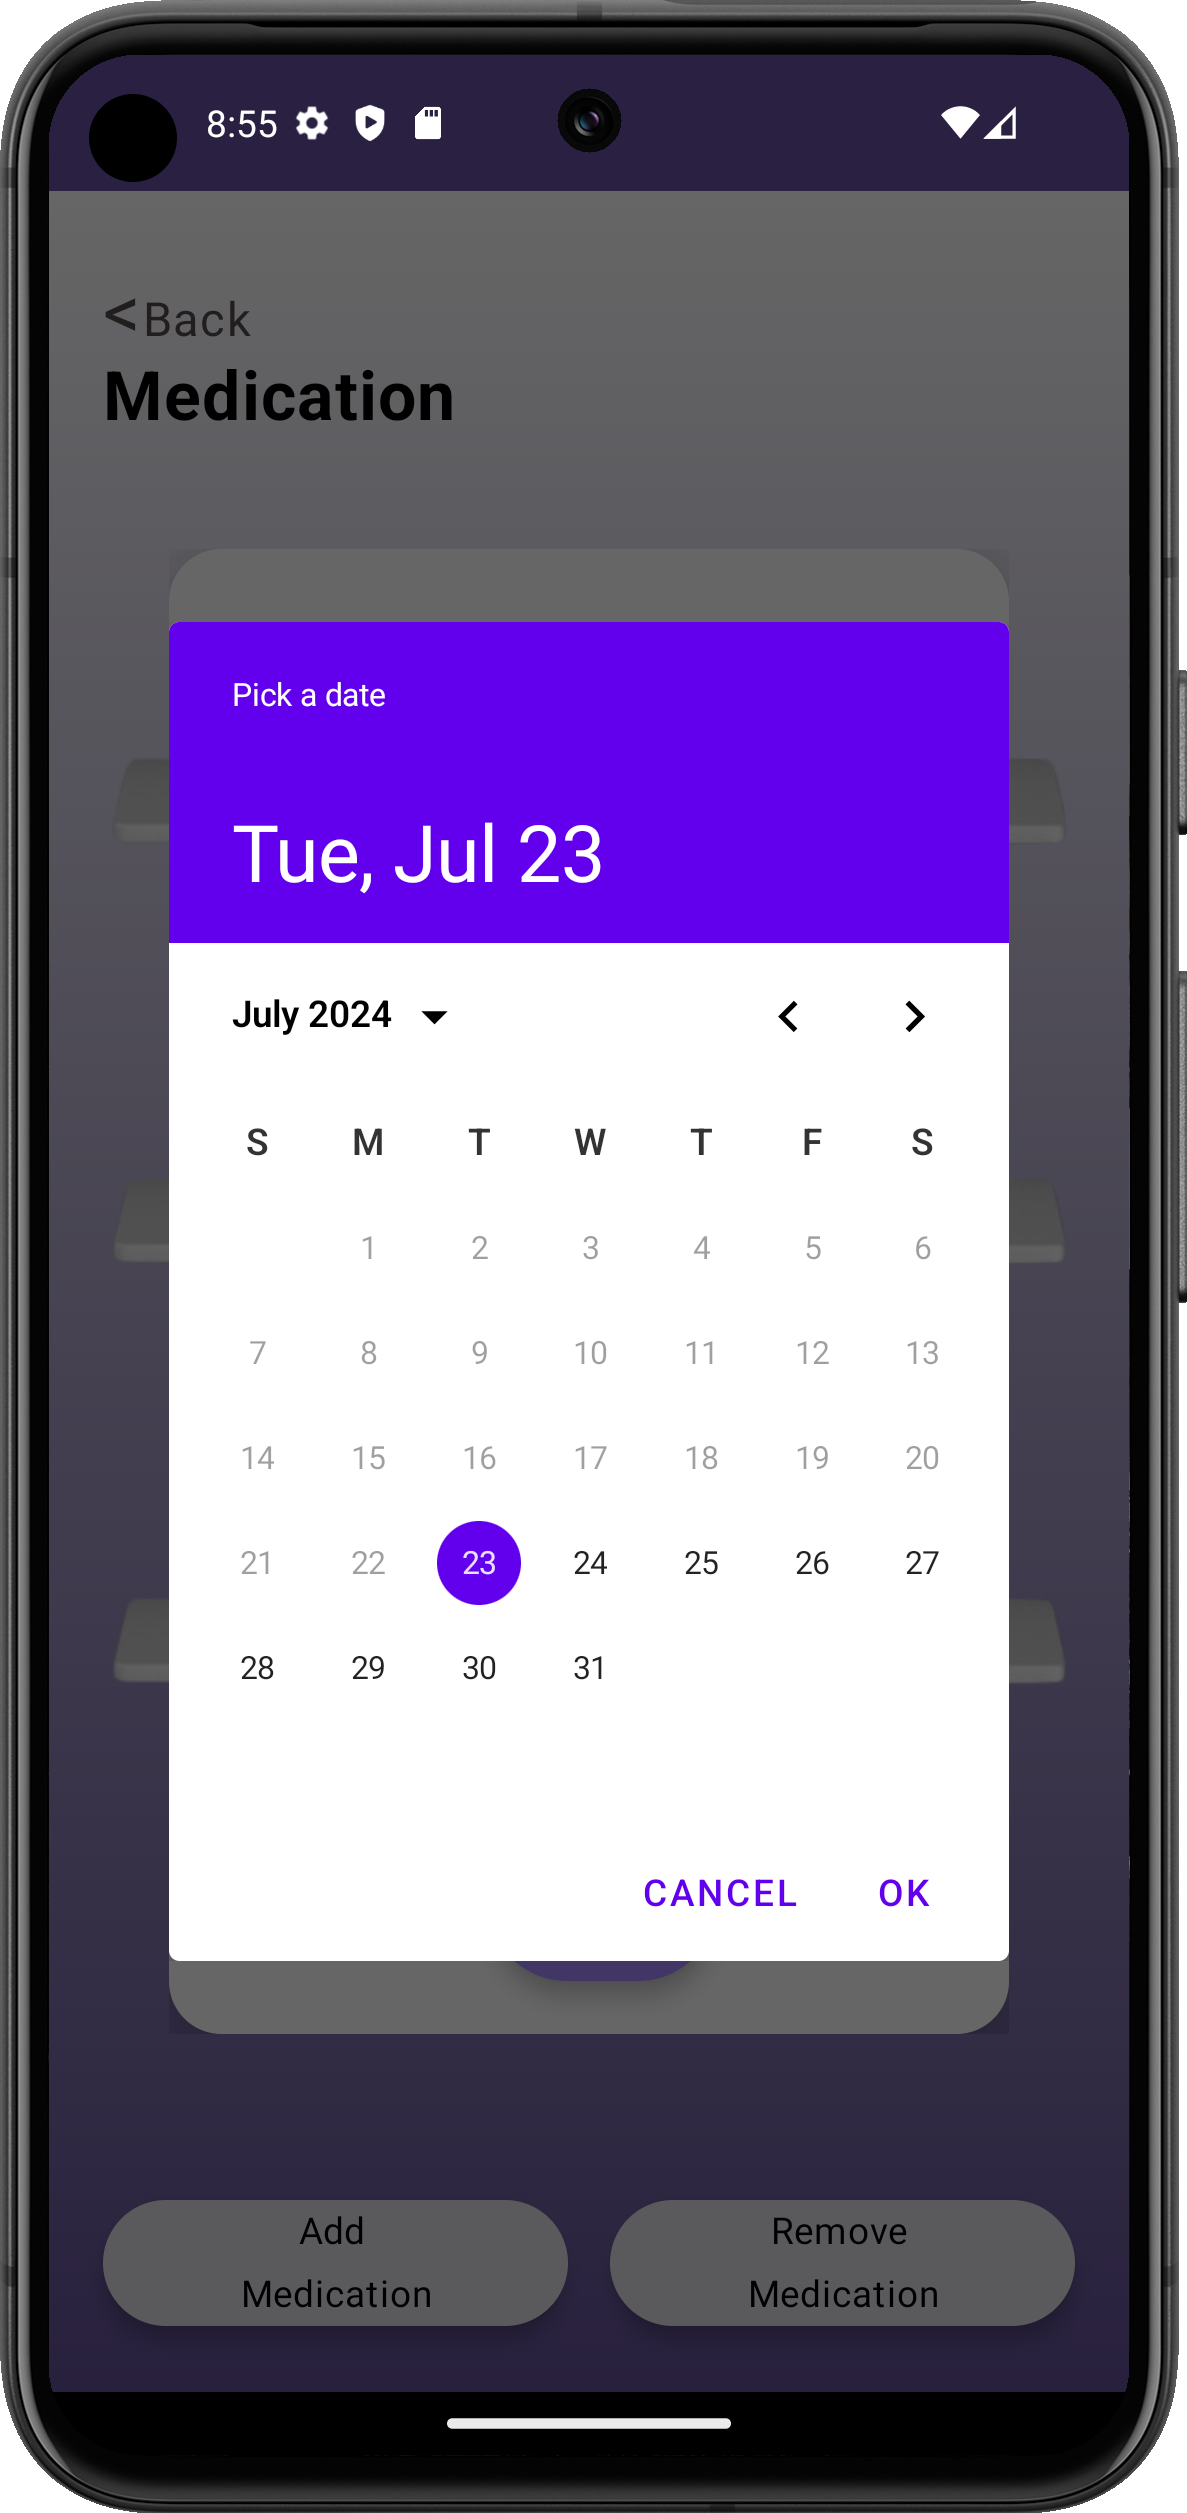 8:55
<Back
Medication
Pick a date
Tue, Jul 23
July 2024
S M T W T F S
1 2 3 4 5 6
7 8 9 10 11 12 13
14 15 16 17 18 19 20
21 22 23 24 25 26 27
28 29 30 31
CANCEL OK
Add Remove
Medication Medication